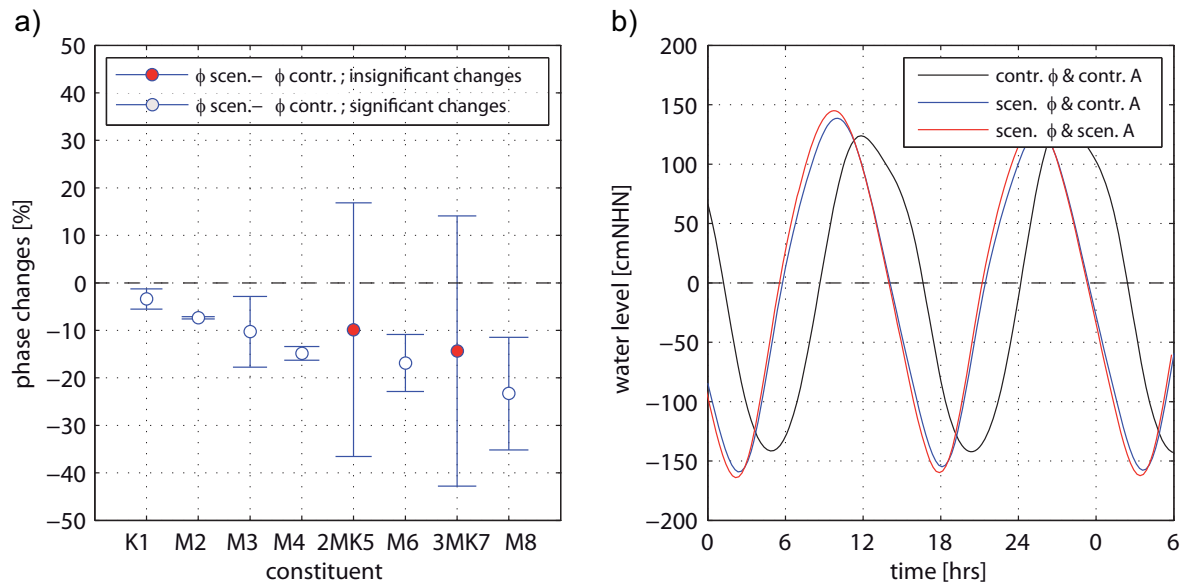 a)
50
40
30
20
10
0
−10
−20
−30
−40
−50
phase changes [%]
ϕ scen.− ϕ contr. ; insignificant changes
ϕ scen.− ϕ contr. ; significant changes
K1 M2 M3 M4 2MK5 M6 3MK7 M8
constituent
b)
200
150
100
50
0
−50
−100
−150
−200
water level [cmNHN]
contr. ϕ & contr. A
scen. ϕ & contr. A
scen. ϕ & scen. A
0 6 12 18 24 0 6
time [hrs]